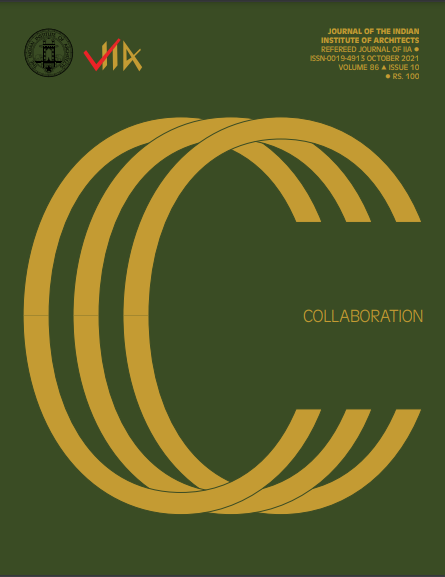 JIIA
JOURNAL OF THE INDIAN
INSTITUTE OF ARCHITECTS
REFEREED JOURNAL OF IIA ●
ISSN-0019-4913 OCTOBER 2021
VOLUME 86 ▲ ISSUE 10
● RS. 100
COLLABORATION